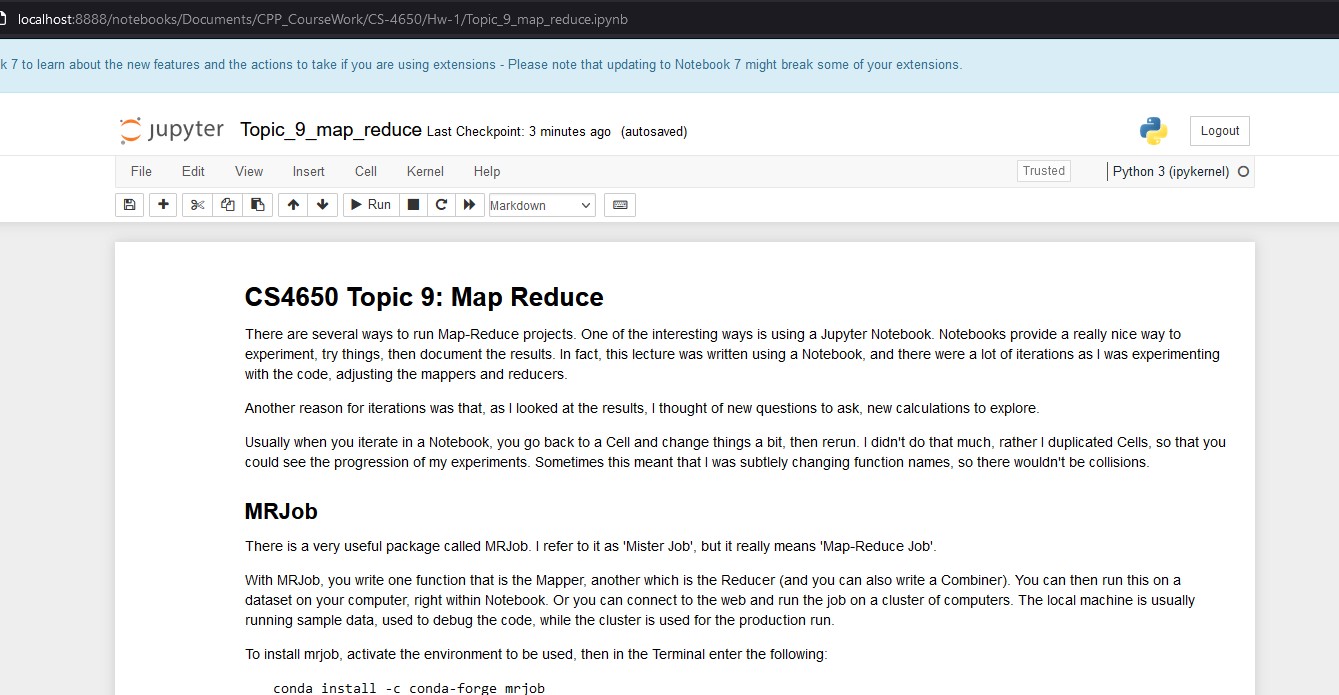 localhost:8888/notebooks/Documents/CPP_CourseWork/CS-4650/Hw-1/Topic_9_map_reduce.ipynb
k 7 to learn about the new features and the actions to take if you are using extensions - Please note that updating to Notebook 7 might break some of your extensions.
jupyter Topic_9_map_reduce Last Checkpoint: 3 minutes ago (autosaved) Logout
File Edit View Insert Cell Kernel Help Trusted Python 3 (ipykernel)
Run Markdown
CS4650 Topic 9: Map Reduce
There are several ways to run Map-Reduce projects. One of the interesting ways is using a Jupyter Notebook. Notebooks provide a really nice way to
experiment, try things, then document the results. In fact, this lecture was written using a Notebook, and there were a lot of iterations as I was experimenting
with the code, adjusting the mappers and reducers.
Another reason for iterations was that, as I looked at the results, I thought of new questions to ask, new calculations to explore.
Usually when you iterate in a Notebook, you go back to a Cell and change things a bit, then rerun. I didn't do that much, rather I duplicated Cells, so that you
could see the progression of my experiments. Sometimes this meant that I was subtlely changing function names, so there wouldn't be collisions.
MRJob
There is a very useful package called MRJob. I refer to it as 'Mister Job', but it really means 'Map-Reduce Job'.
With MRJob, you write one function that is the Mapper, another which is the Reducer (and you can also write a Combiner). You can then run this on a
dataset on your computer, right within Notebook. Or you can connect to the web and run the job on a cluster of computers. The local machine is usually
running sample data, used to debug the code, while the cluster is used for the production run.
To install mrjob, activate the environment to be used, then in the Terminal enter the following:
conda install -c conda-forge mrjob